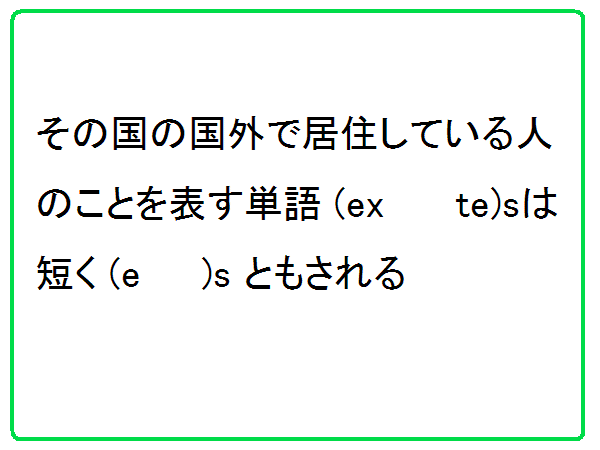 その国の国外で居住している人
のことを表す単語 (ex      te)sは
短く (e     )s ともされる